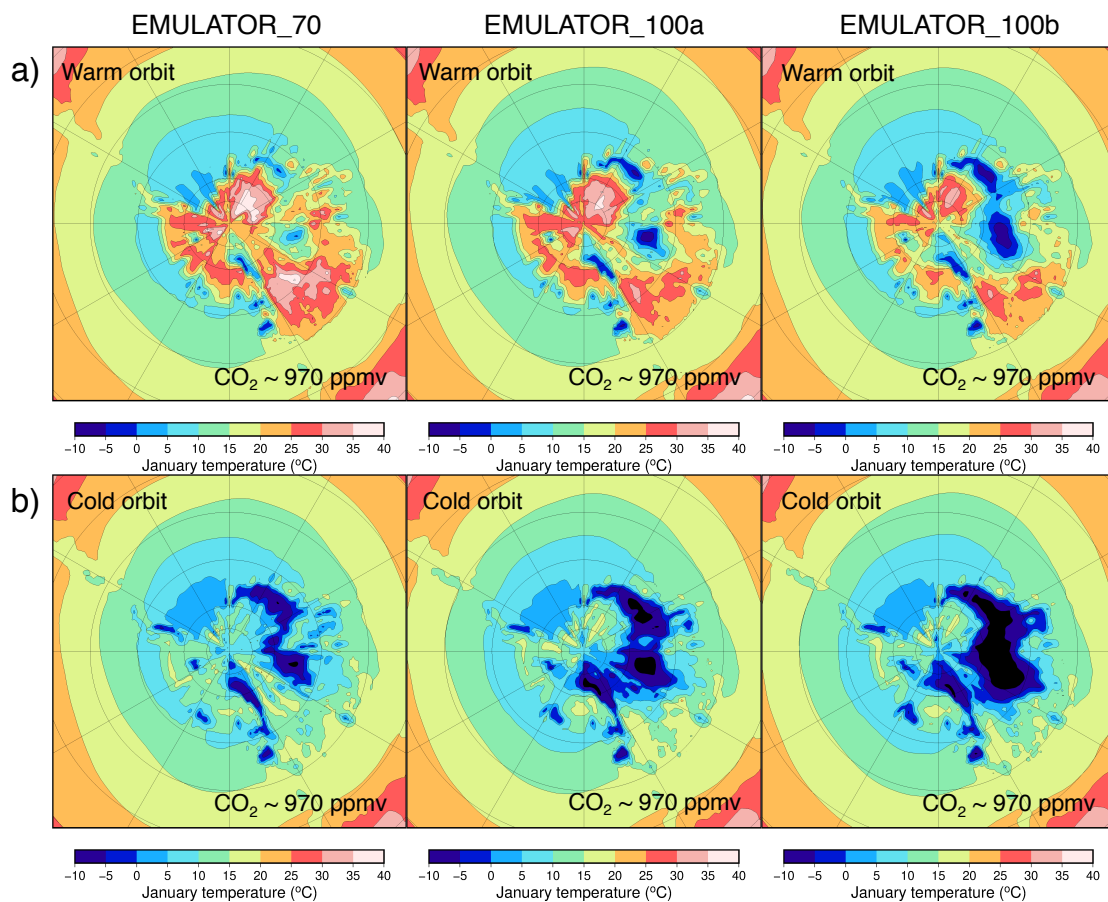 EMULATOR_70 EMULATOR_100a EMULATOR_100b
a)
Warm orbit Warm orbit Warm orbit
CO₂ ~ 970 ppmv CO₂ ~ 970 ppmv CO₂ ~ 970 ppmv
−10 −5 0 5 10 15 20 25 30 35 40 −10 −5 0 5 10 15 20 25 30 35 40 −10 −5 0 5 10 15 20 25 30 35 40
January temperature (ºC) January temperature (ºC) January temperature (ºC)
b)
Cold orbit Cold orbit Cold orbit
CO₂ ~ 970 ppmv CO₂ ~ 970 ppmv CO₂ ~ 970 ppmv
−10 −5 0 5 10 15 20 25 30 35 40 −10 −5 0 5 10 15 20 25 30 35 40 −10 −5 0 5 10 15 20 25 30 35 40
January temperature (ºC) January temperature (ºC) January temperature (ºC)